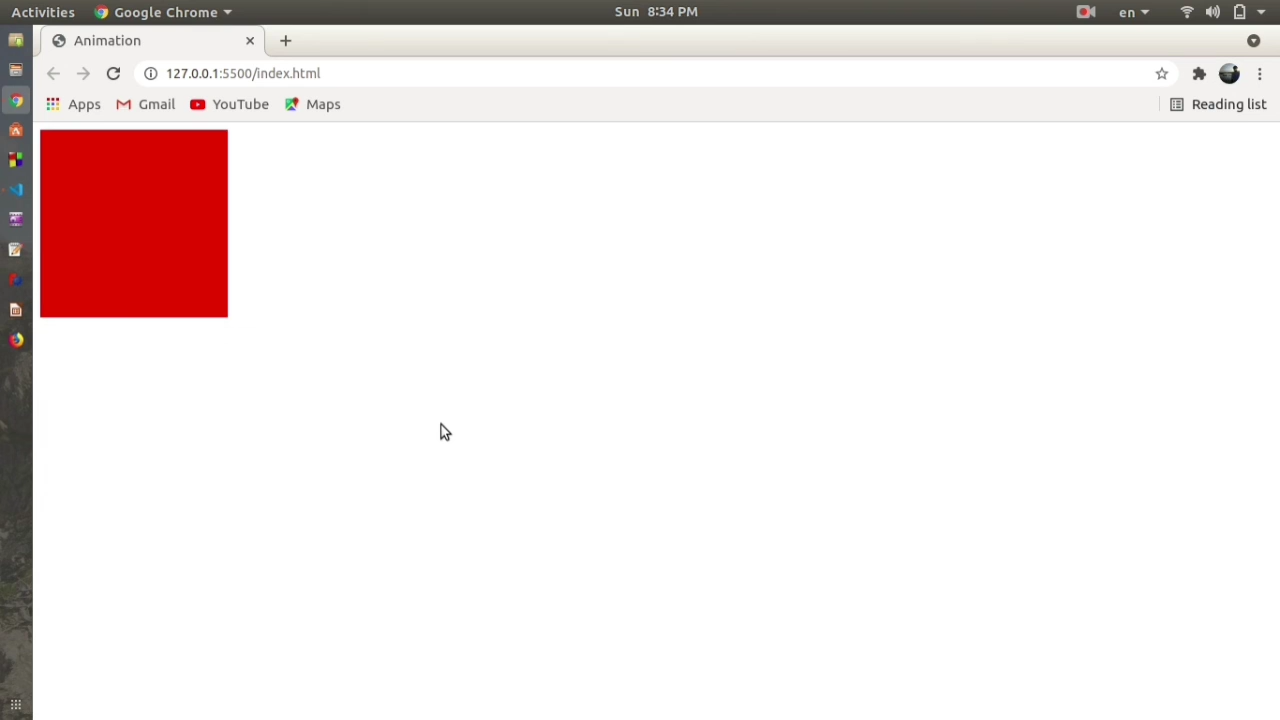 Activities Google Chrome Sun 8:34 PM en
Animation
127.0.0.1:5500/index.html
Apps Gmail YouTube Maps Reading list